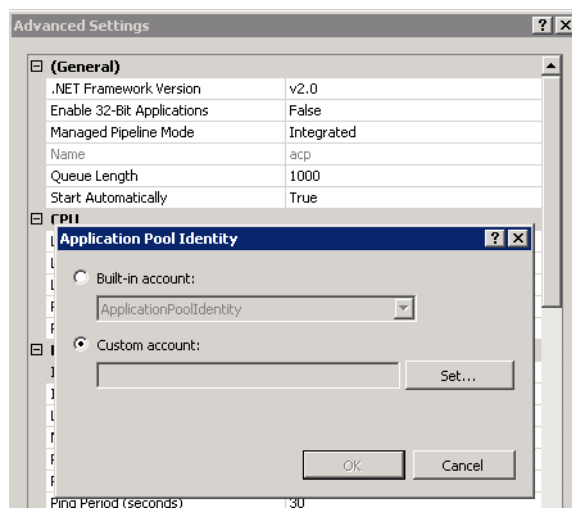 Advanced Settings
(General)
.NET Framework Version v2.0
Enable 32-Bit Applications False
Managed Pipeline Mode Integrated
Name acp
Queue Length 1000
Start Automatically True
CPU
Application Pool Identity
Built-in account:
ApplicationPoolIdentity
Custom account:
Set...
OK Cancel
Ping Period (seconds) 30